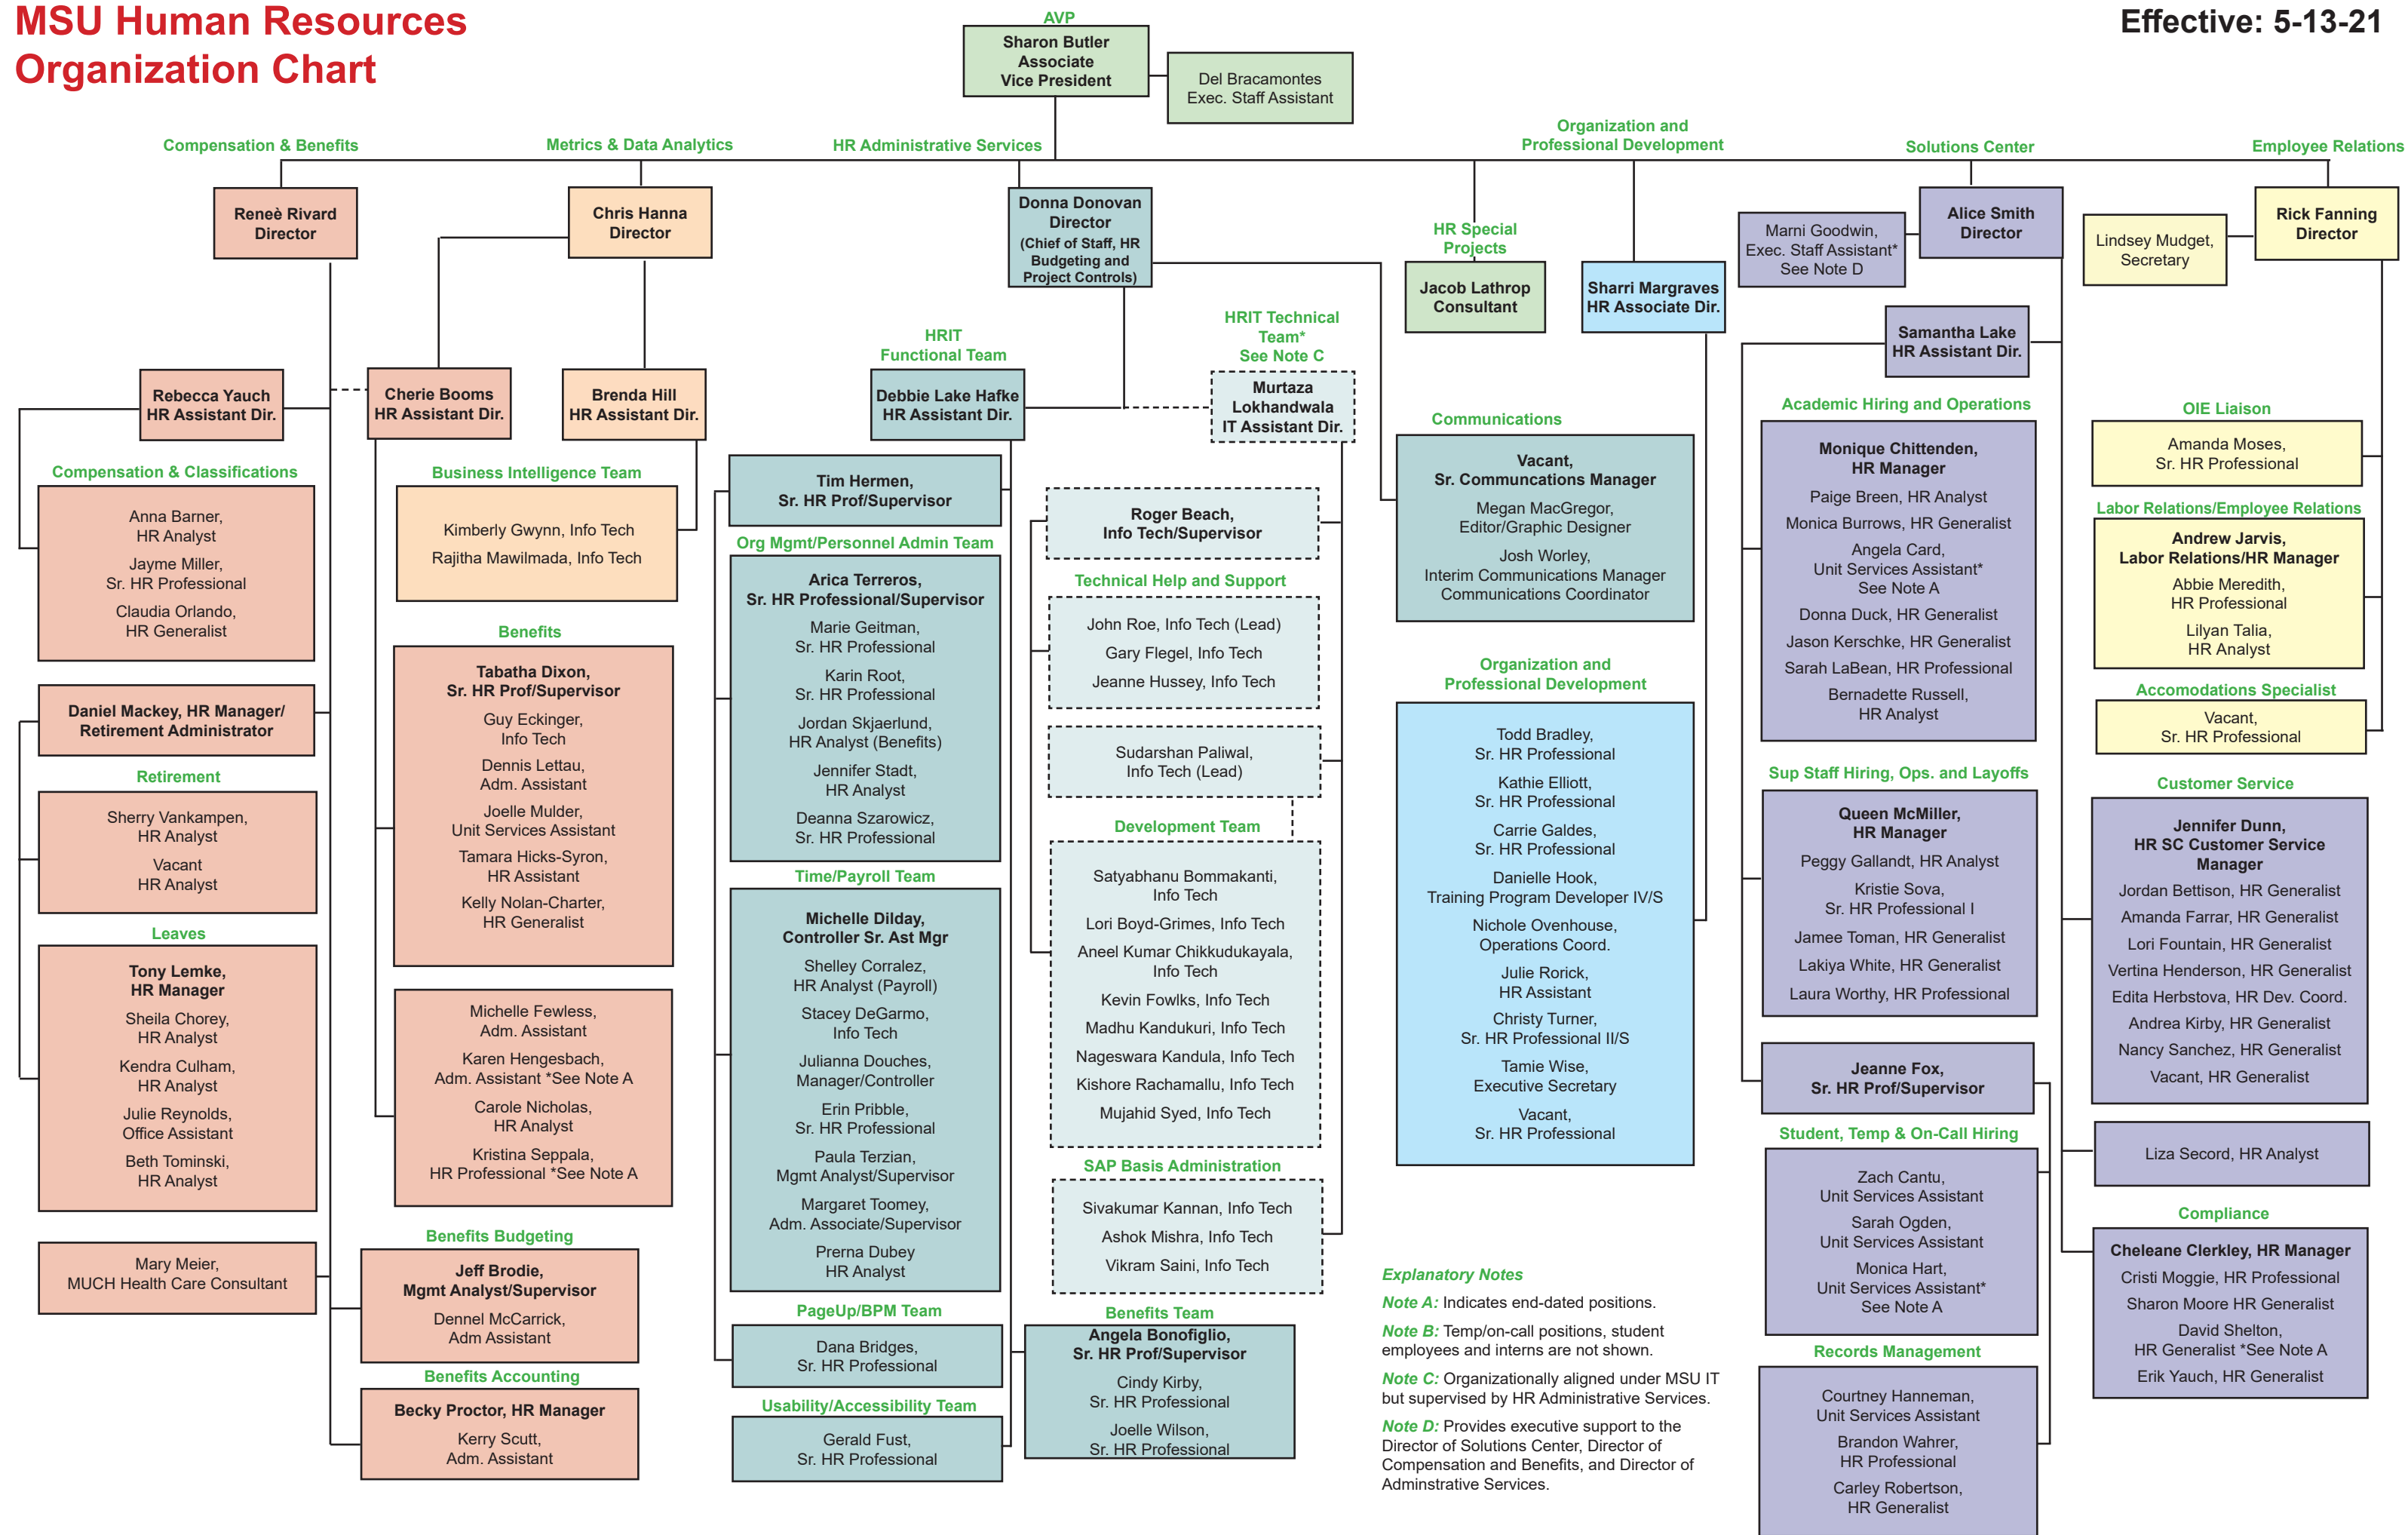 MSU Human Resources
Organization Chart
Effective: 5-13-21
AVP
Sharon Butler
Associate
Vice President
Del Bracamontes
Exec. Staff Assistant
Compensation & Benefits
Metrics & Data Analytics
HR Administrative Services
Organization and
Professional Development
Solutions Center
Employee Relations
Reneè Rivard
Director
Chris Hanna
Director
Donna Donovan
Director
(Chief of Staff, HR
Budgeting and
Project Controls)
HR Special
Projects
Jacob Lathrop
Consultant
Sharri Margraves
HR Associate Dir.
Marni Goodwin,
Exec. Staff Assistant*
See Note D
Alice Smith
Director
Lindsey Mudget,
Secretary
Rick Fanning
Director
Samantha Lake
HR Assistant Dir.
Rebecca Yauch
HR Assistant Dir.
Cherie Booms
HR Assistant Dir.
Brenda Hill
HR Assistant Dir.
HRIT
Functional Team
Debbie Lake Hafke
HR Assistant Dir.
HRIT Technical
Team*
See Note C
Murtaza
Lokhandwala
IT Assistant Dir.
Compensation & Classifications
Anna Barner,
HR Analyst
Jayme Miller,
Sr. HR Professional
Claudia Orlando,
HR Generalist
Daniel Mackey, HR Manager/
Retirement Administrator
Retirement
Sherry Vankampen,
HR Analyst
Vacant
HR Analyst
Leaves
Tony Lemke,
HR Manager
Sheila Chorey,
HR Analyst
Kendra Culham,
HR Analyst
Julie Reynolds,
Office Assistant
Beth Tominski,
HR Analyst
Mary Meier,
MUCH Health Care Consultant
Business Intelligence Team
Kimberly Gwynn, Info Tech
Rajitha Mawilmada, Info Tech
Benefits
Tabatha Dixon,
Sr. HR Prof/Supervisor
Guy Eckinger,
Info Tech
Dennis Lettau,
Adm. Assistant
Joelle Mulder,
Unit Services Assistant
Tamara Hicks-Syron,
HR Assistant
Kelly Nolan-Charter,
HR Generalist
Michelle Fewless,
Adm. Assistant
Karen Hengesbach,
Adm. Assistant *See Note A
Carole Nicholas,
HR Analyst
Kristina Seppala,
HR Professional *See Note A
Benefits Budgeting
Jeff Brodie,
Mgmt Analyst/Supervisor
Dennel McCarrick,
Adm Assistant
Benefits Accounting
Becky Proctor, HR Manager
Kerry Scutt,
Adm. Assistant
Tim Hermen,
Sr. HR Prof/Supervisor
Org Mgmt/Personnel Admin Team
Arica Terreros,
Sr. HR Professional/Supervisor
Marie Geitman,
Sr. HR Professional
Karin Root,
Sr. HR Professional
Jordan Skjaerlund,
HR Analyst (Benefits)
Jennifer Stadt,
HR Analyst
Deanna Szarowicz,
Sr. HR Professional
Time/Payroll Team
Michelle Dilday,
Controller Sr. Ast Mgr
Shelley Corralez,
HR Analyst (Payroll)
Stacey DeGarmo,
Info Tech
Julianna Douches,
Manager/Controller
Erin Pribble,
Sr. HR Professional
Paula Terzian,
Mgmt Analyst/Supervisor
Margaret Toomey,
Adm. Associate/Supervisor
Prerna Dubey
HR Analyst
PageUp/BPM Team
Dana Bridges,
Sr. HR Professional
Usability/Accessibility Team
Gerald Fust,
Sr. HR Professional
Roger Beach,
Info Tech/Supervisor
Technical Help and Support
John Roe, Info Tech (Lead)
Gary Flegel, Info Tech
Jeanne Hussey, Info Tech
Sudarshan Paliwal,
Info Tech (Lead)
Development Team
Satyabhanu Bommakanti,
Info Tech
Lori Boyd-Grimes, Info Tech
Aneel Kumar Chikkudukayala,
Info Tech
Kevin Fowlks, Info Tech
Madhu Kandukuri, Info Tech
Nageswara Kandula, Info Tech
Kishore Rachamallu, Info Tech
Mujahid Syed, Info Tech
SAP Basis Administration
Sivakumar Kannan, Info Tech
Ashok Mishra, Info Tech
Vikram Saini, Info Tech
Benefits Team
Angela Bonofiglio,
Sr. HR Prof/Supervisor
Cindy Kirby,
Sr. HR Professional
Joelle Wilson,
Sr. HR Professional
Communications
Vacant,
Sr. Communcations Manager
Megan MacGregor,
Editor/Graphic Designer
Josh Worley,
Interim Communications Manager
Communications Coordinator
Organization and
Professional Development
Todd Bradley,
Sr. HR Professional
Kathie Elliott,
Sr. HR Professional
Carrie Galdes,
Sr. HR Professional
Danielle Hook,
Training Program Developer IV/S
Nichole Ovenhouse,
Operations Coord.
Julie Rorick,
HR Assistant
Christy Turner,
Sr. HR Professional II/S
Tamie Wise,
Executive Secretary
Vacant,
Sr. HR Professional
Explanatory Notes
Note A: Indicates end-dated positions.
Note B: Temp/on-call positions, student
employees and interns are not shown.
Note C: Organizationally aligned under MSU IT
but supervised by HR Administrative Services.
Note D: Provides executive support to the
Director of Solutions Center, Director of
Compensation and Benefits, and Director of
Adminstrative Services.
Academic Hiring and Operations
Monique Chittenden,
HR Manager
Paige Breen, HR Analyst
Monica Burrows, HR Generalist
Angela Card,
Unit Services Assistant*
See Note A
Donna Duck, HR Generalist
Jason Kerschke, HR Generalist
Sarah LaBean, HR Professional
Bernadette Russell,
HR Analyst
Sup Staff Hiring, Ops. and Layoffs
Queen McMiller,
HR Manager
Peggy Gallandt, HR Analyst
Kristie Sova,
Sr. HR Professional I
Jamee Toman, HR Generalist
Lakiya White, HR Generalist
Laura Worthy, HR Professional
Jeanne Fox,
Sr. HR Prof/Supervisor
Student, Temp & On-Call Hiring
Zach Cantu,
Unit Services Assistant
Sarah Ogden,
Unit Services Assistant
Monica Hart,
Unit Services Assistant*
See Note A
Records Management
Courtney Hanneman,
Unit Services Assistant
Brandon Wahrer,
HR Professional
Carley Robertson,
HR Generalist
OIE Liaison
Amanda Moses,
Sr. HR Professional
Labor Relations/Employee Relations
Andrew Jarvis,
Labor Relations/HR Manager
Abbie Meredith,
HR Professional
Lilyan Talia,
HR Analyst
Accomodations Specialist
Vacant,
Sr. HR Professional
Customer Service
Jennifer Dunn,
HR SC Customer Service
Manager
Jordan Bettison, HR Generalist
Amanda Farrar, HR Generalist
Lori Fountain, HR Generalist
Vertina Henderson, HR Generalist
Edita Herbstova, HR Dev. Coord.
Andrea Kirby, HR Generalist
Nancy Sanchez, HR Generalist
Vacant, HR Generalist
Liza Secord, HR Analyst
Compliance
Cheleane Clerkley, HR Manager
Cristi Moggie, HR Professional
Sharon Moore HR Generalist
David Shelton,
HR Generalist *See Note A
Erik Yauch, HR Generalist